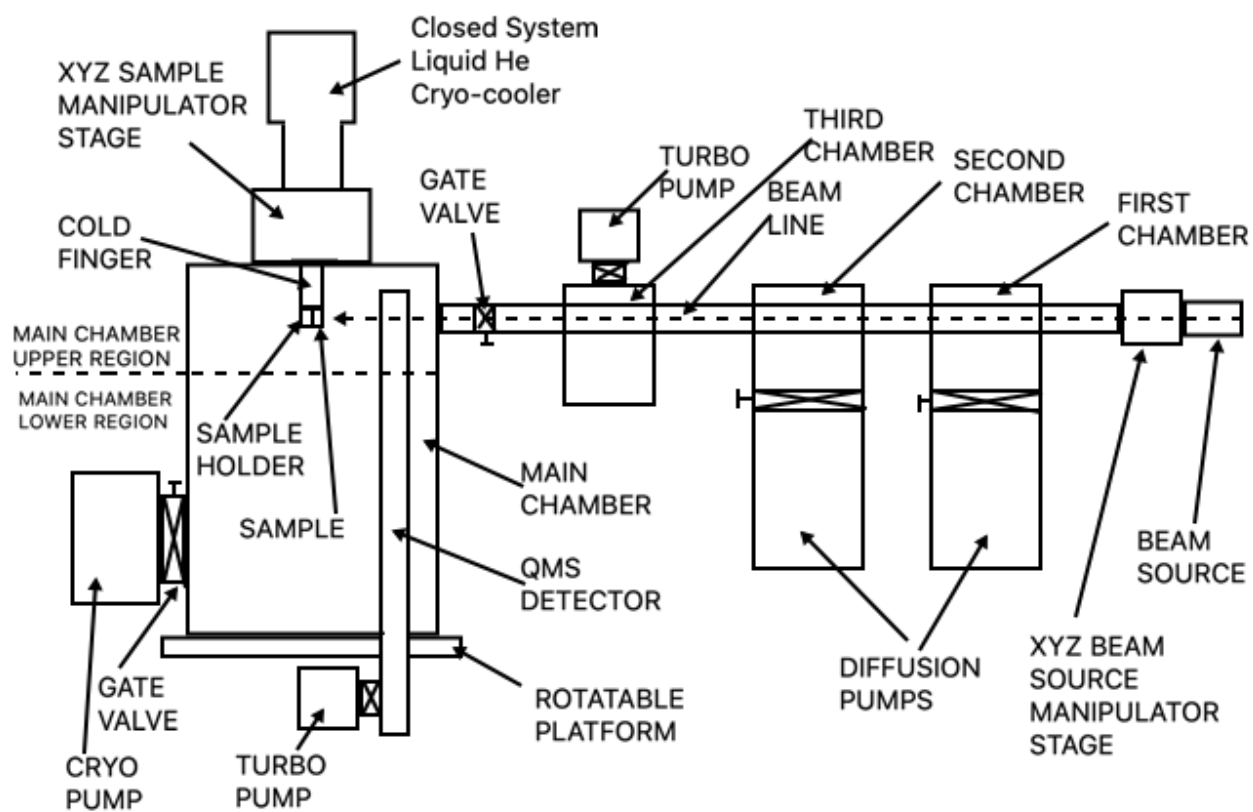 Closed System
Liquid He
Cryo-cooler
XYZ SAMPLE
MANIPULATOR
STAGE
THIRD
CHAMBER
TURBO
PUMP
SECOND
CHAMBER
GATE
VALVE
BEAM
LINE
FIRST
CHAMBER
COLD
FINGER
MAIN CHAMBER
UPPER REGION
MAIN CHAMBER
LOWER REGION
SAMPLE
HOLDER
SAMPLE
MAIN
CHAMBER
QMS
DETECTOR
BEAM
SOURCE
DIFFUSION
PUMPS
XYZ BEAM
SOURCE
MANIPULATOR
STAGE
GATE
VALVE
ROTATABLE
PLATFORM
CRYO
PUMP
TURBO
PUMP